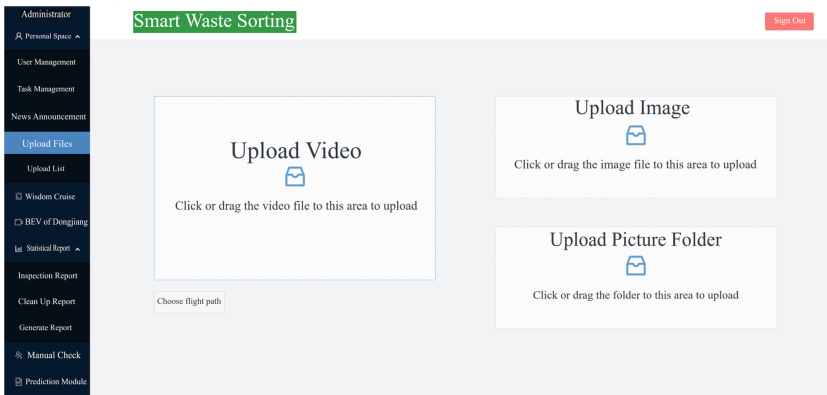 Administrator
Personal Space
User Management
Task Management
News Announcement
Upload Files
Upload List
Wisdom Cruise
BEV of Dongjiang
Statistical Report
Inspection Report
Clean Up Report
Generate Report
Manual Check
Prediction Module
Smart Waste Sorting
Sign Out
Upload Video
Click or drag the video file to this area to upload
Choose flight path
Upload Image
Click or drag the image file to this area to upload
Upload Picture Folder
Click or drag the folder to this area to upload